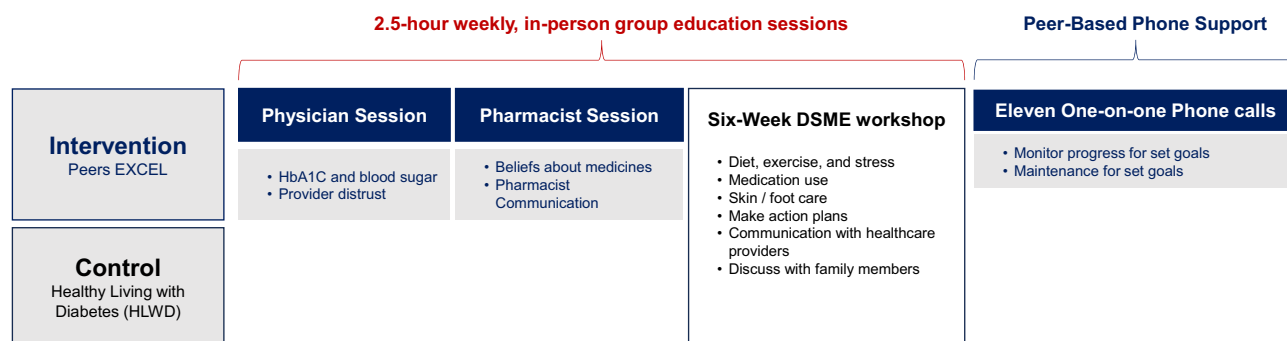 2.5-hour weekly, in-person group education sessions
Peer-Based Phone Support
Intervention
Peers EXCEL
Physician Session
• HbA1C and blood sugar
• Provider distrust
Pharmacist Session
• Beliefs about medicines
• Pharmacist
Communication
Six-Week DSME workshop
• Diet, exercise, and stress
• Medication use
• Skin / foot care
• Make action plans
• Communication with healthcare
providers
• Discuss with family members
Eleven One-on-one Phone calls
• Monitor progress for set goals
• Maintenance for set goals
Control
Healthy Living with
Diabetes (HLWD)